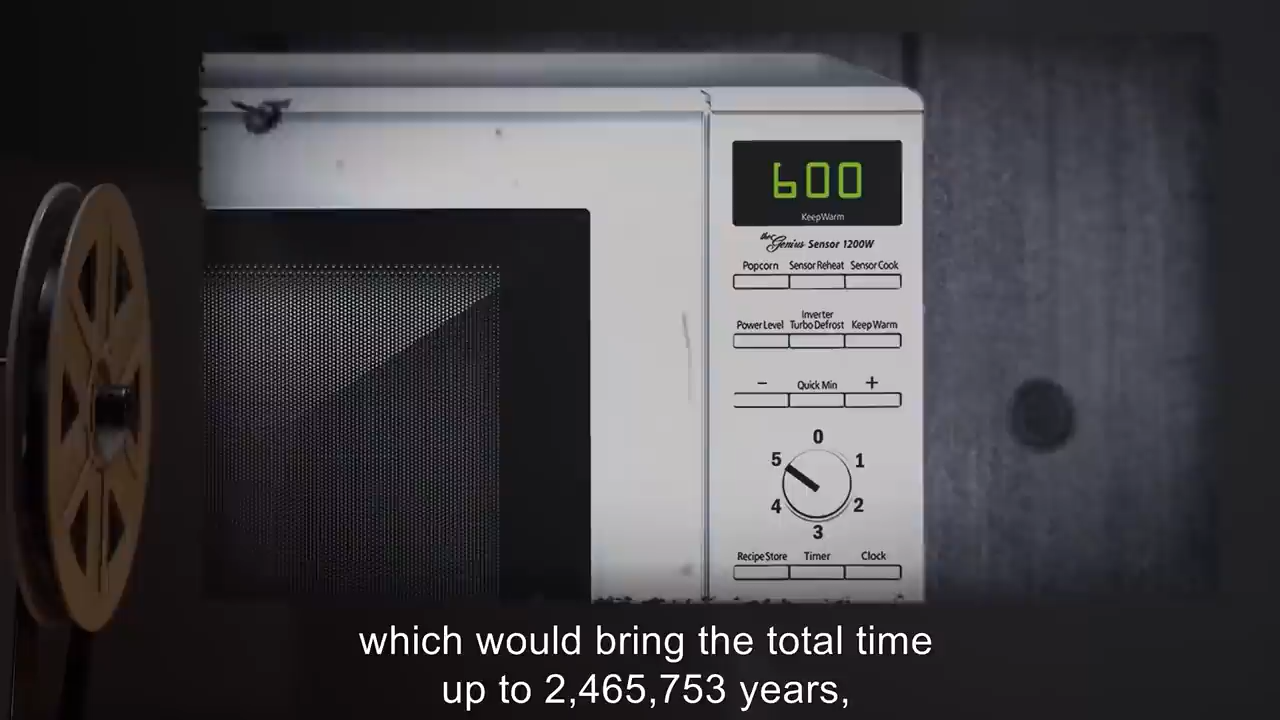 600
KeepWarm
the Genius Sensor 1200W
Popcorn Sensor Reheat Sensor Cook
Inverter
Power Level Turbo Defrost Keep Warm
- Quick Min +
0
5 1
4 2
3
Recipe Store Timer Clock
which would bring the total time
up to 2,465,753 years,